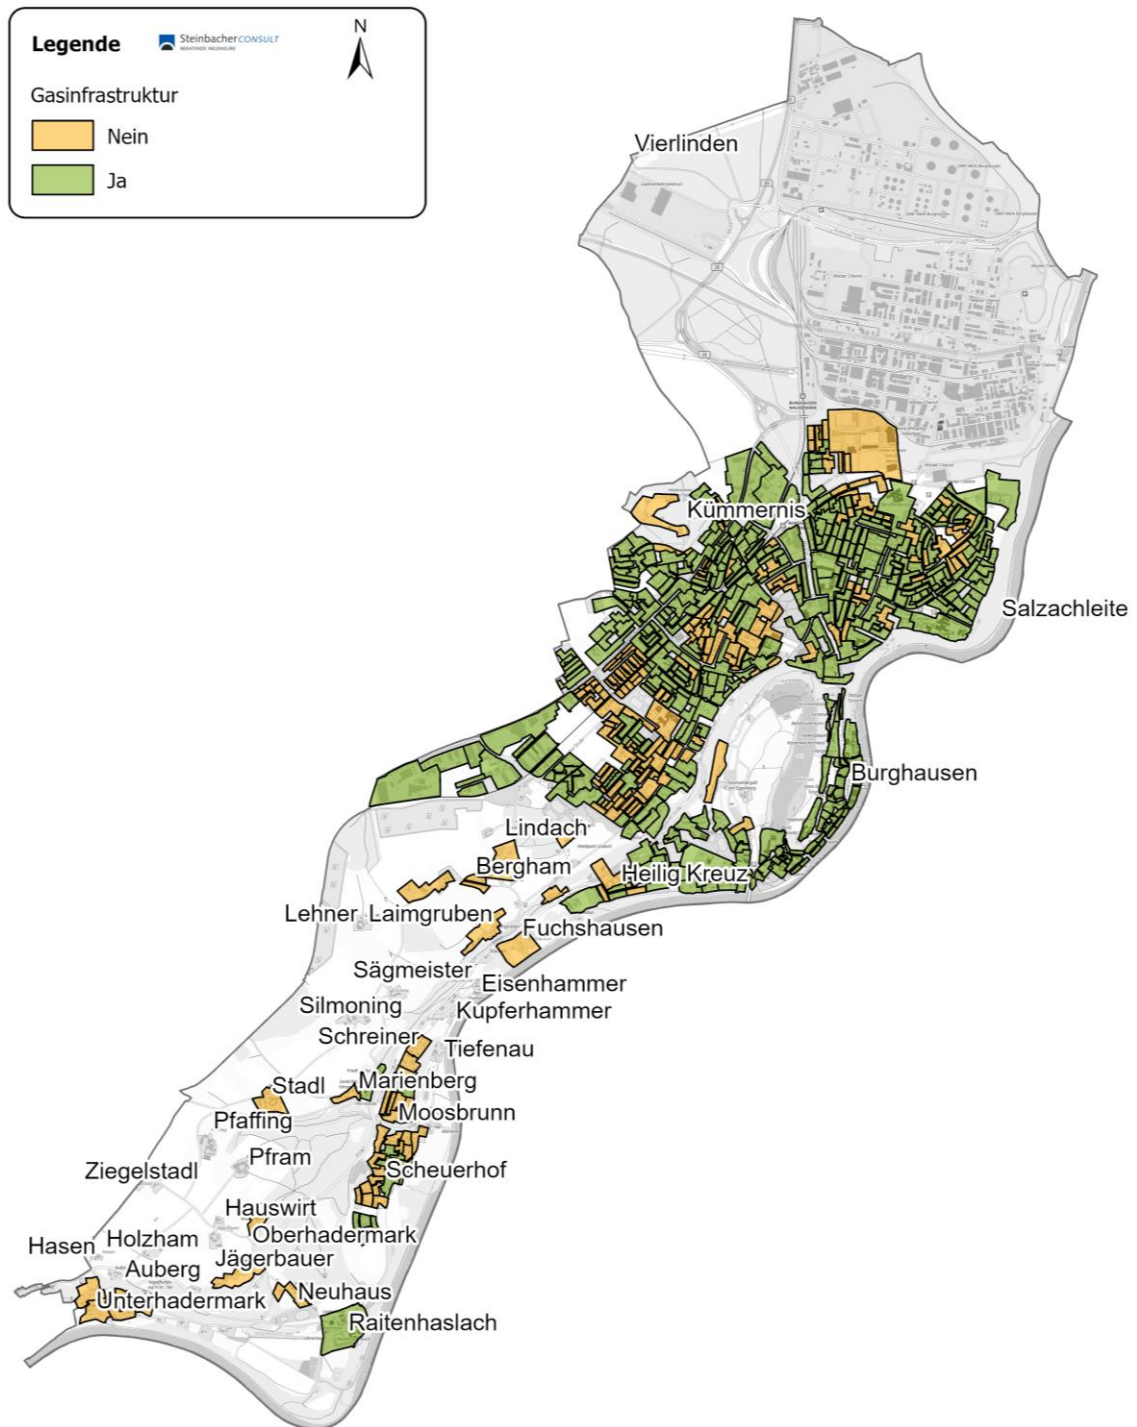 Legende
SteinbacherCONSULT
BERATENDE INGENIEURE
N
Gasinfrastruktur
Nein
Ja
Vierlinden
Kümmernis
Salzachleite
Burghausen
Lindach
Bergham
Heilig Kreuz
Lehner
Laimgruben
Fuchshausen
Sägmeister
Eisenhammer
Silmoning
Kupferhammer
Schreiner
Tiefenau
Stadl
Marienberg
Pfaffing
Moosbrunn
Pfram
Scheuerhof
Ziegelstadl
Hauswirt
Oberhadermark
Hasen
Holzham
Jägerbauer
Auberg
Neuhaus
Unterhadermark
Raitenhaslach